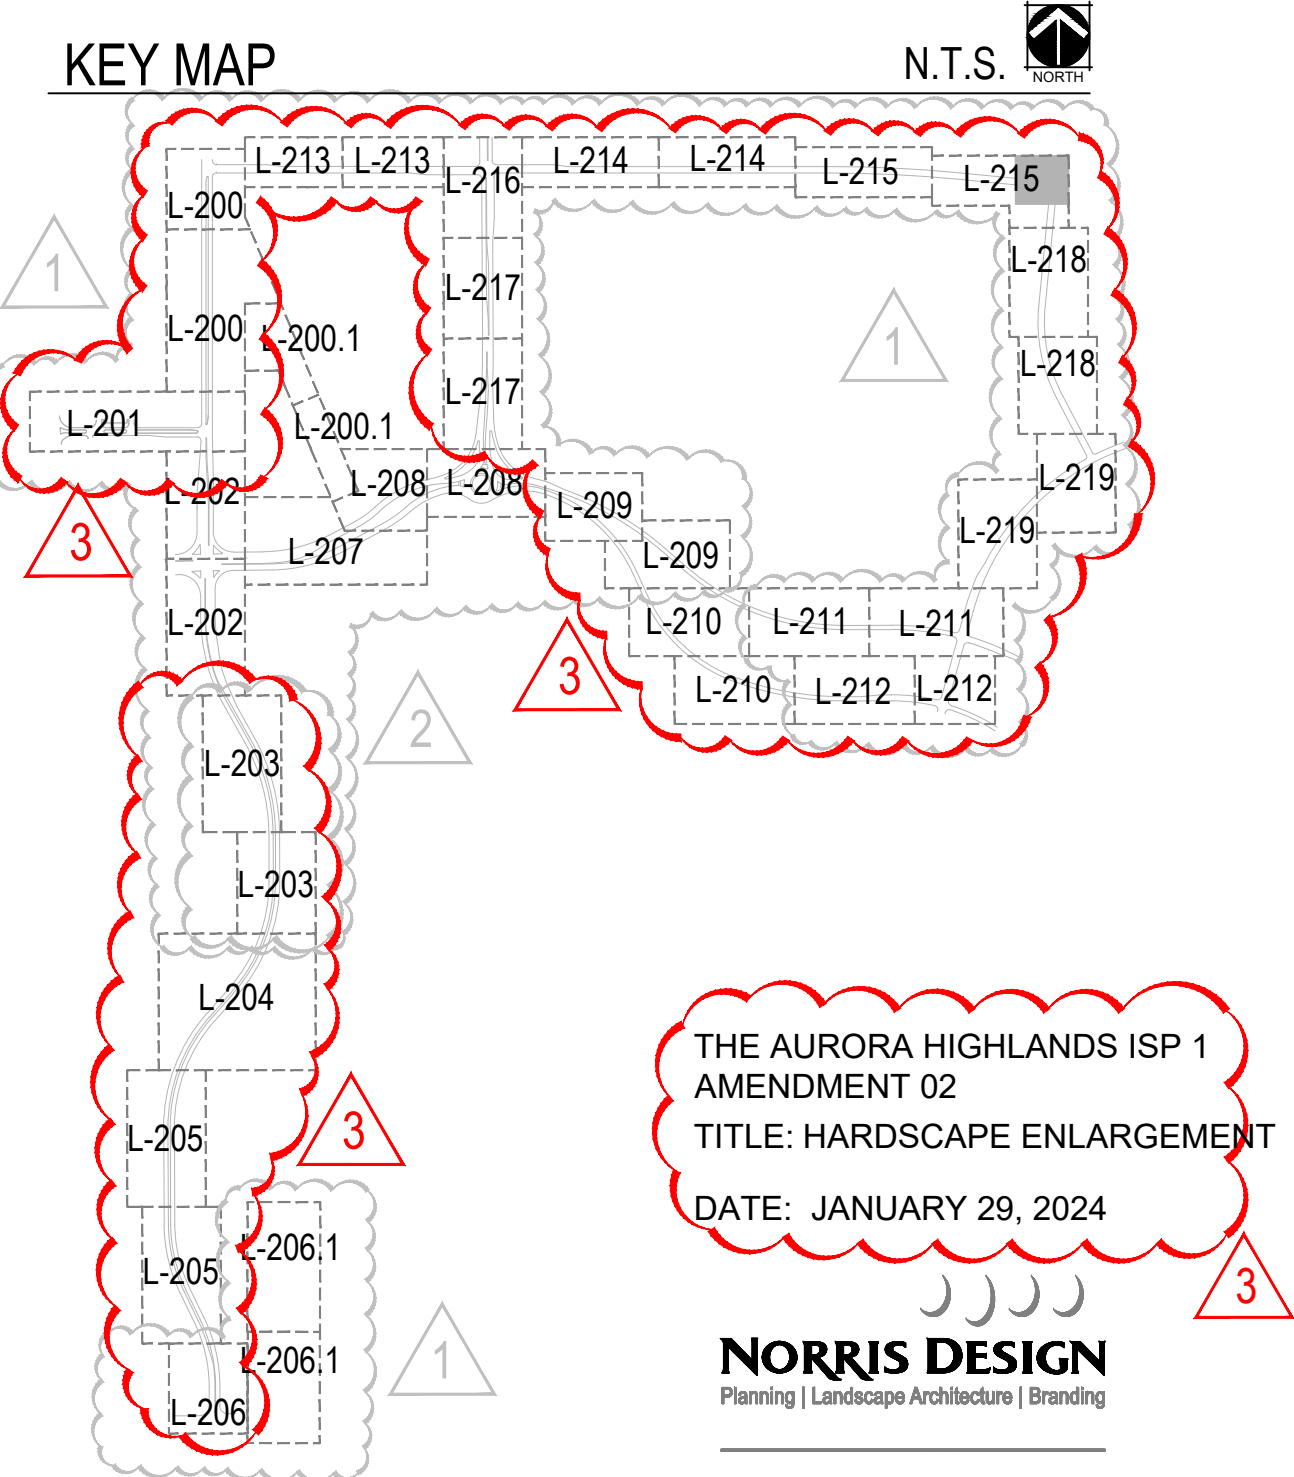 KEY MAP
N.T.S.
NORTH
L-213 L-213 L-216 L-214 L-214 L-215 L-215
L-200
1
L-218
L-217
L-200
L-200.1
1
L-218
L-217
L-201
L-200.1
L-202
L-208
L-208
L-219
L-209
3
L-207
L-219
L-209
L-202
L-210
L-211
L-211
3
L-210
L-212
L-212
2
L-203
L-203
L-204
THE AURORA HIGHLANDS ISP 1
AMENDMENT 02
L-205
3
TITLE: HARDSCAPE ENLARGEMENT
DATE: JANUARY 29, 2024
L-206.1
L-205
3
L-206.1
1
L-206
NORRIS DESIGN
Planning | Landscape Architecture | Branding